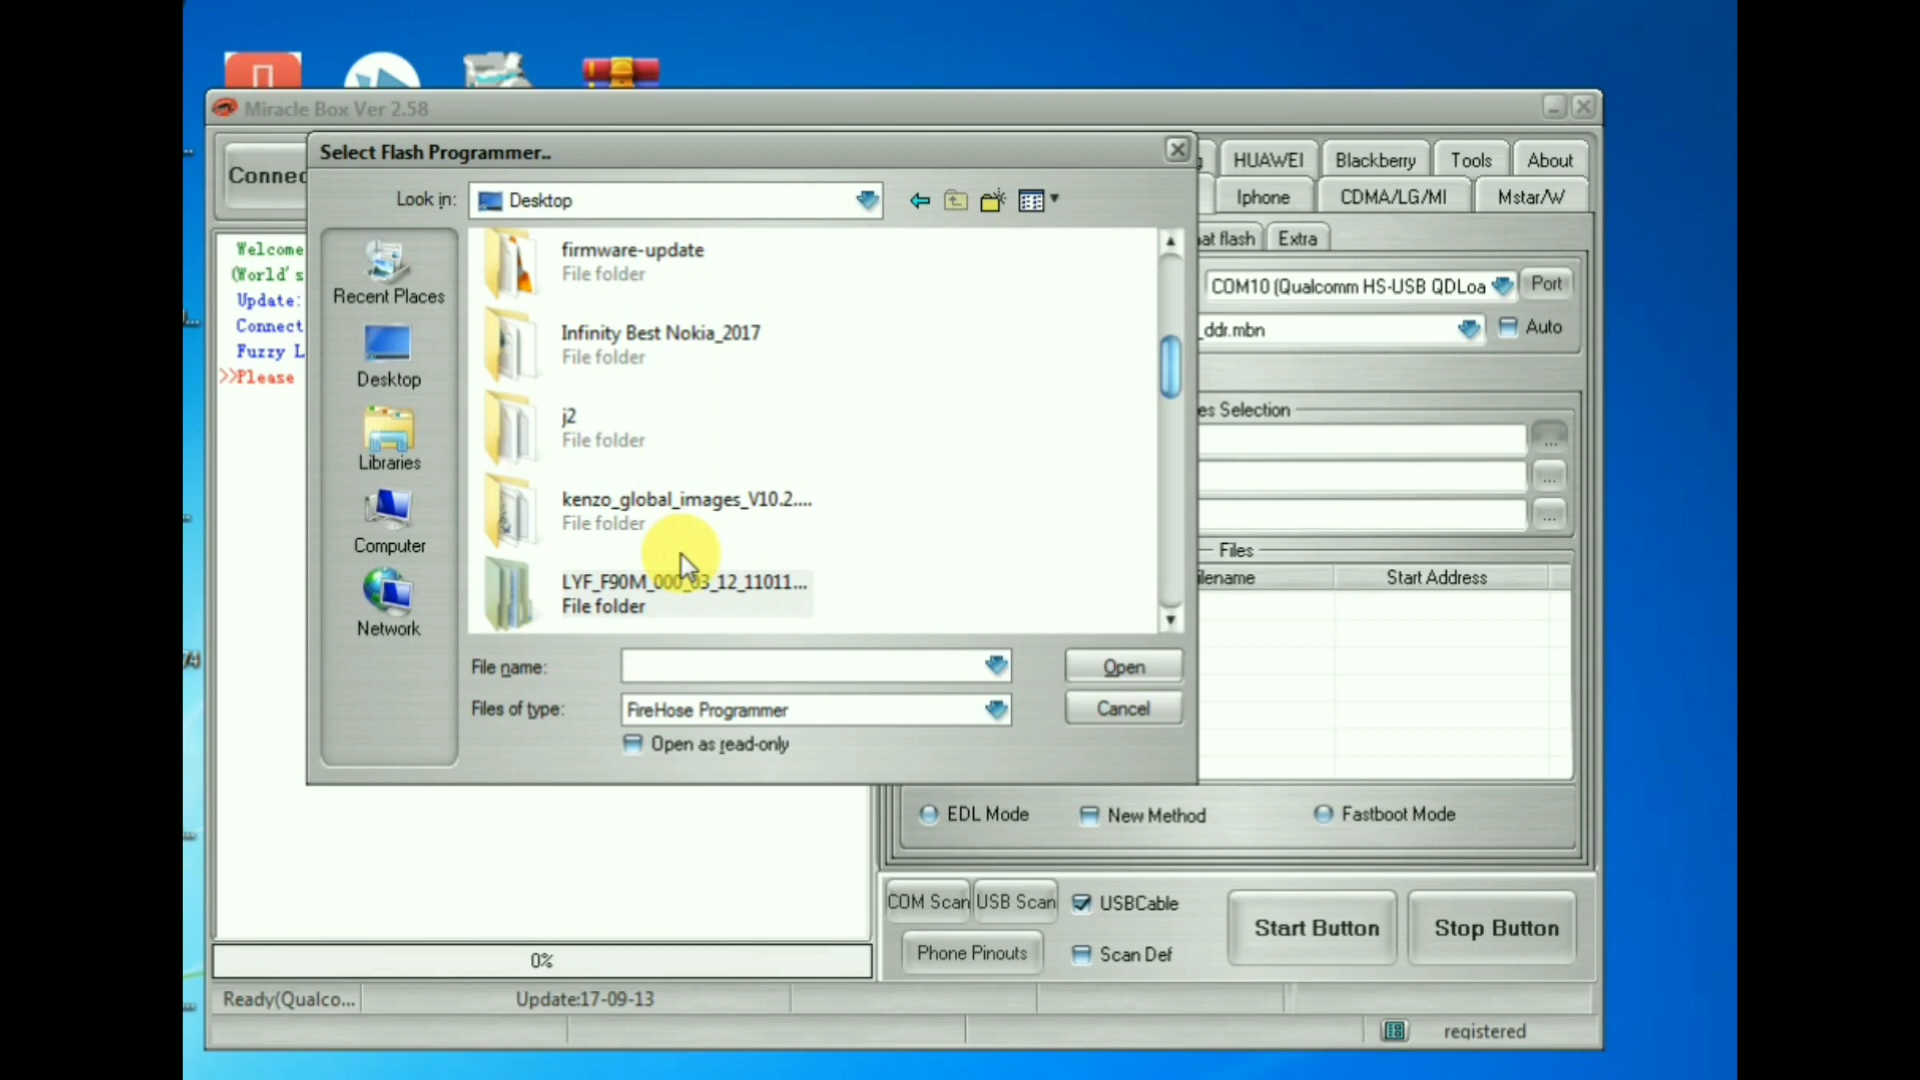 Miracle Box Ver 2.58
Select Flash Programmer..
Look in:
Desktop
Recent Places
Desktop
Libraries
Computer
Network
firmware-update
File folder
Infinity Best Nokia_2017
File folder
j2
File folder
kenzo_global_images_V10.2....
File folder
LYF_F90M_000_03_12_11011...
File folder
File name:
Open
Files of type:
FireHose Programmer
Cancel
Open as read-only
Connec
Welcome
(World's
Update:
Connect
Fuzzy L
>>Please
HUAWEI
Blackberry
Tools
About
Iphone
CDMA/LG/MI
Mstar/W
at flash
Extra
COM10 (Qualcomm HS-USB QDLoa
Port
_ddr.mbn
Auto
es Selection
...
...
...
Files
ilename
Start Address
EDL Mode
New Method
Fastboot Mode
COM Scan
USB Scan
USBCable
Start Button
Stop Button
Phone Pinouts
Scan Def
0%
Ready(Qualco...
Update:17-09-13
registered